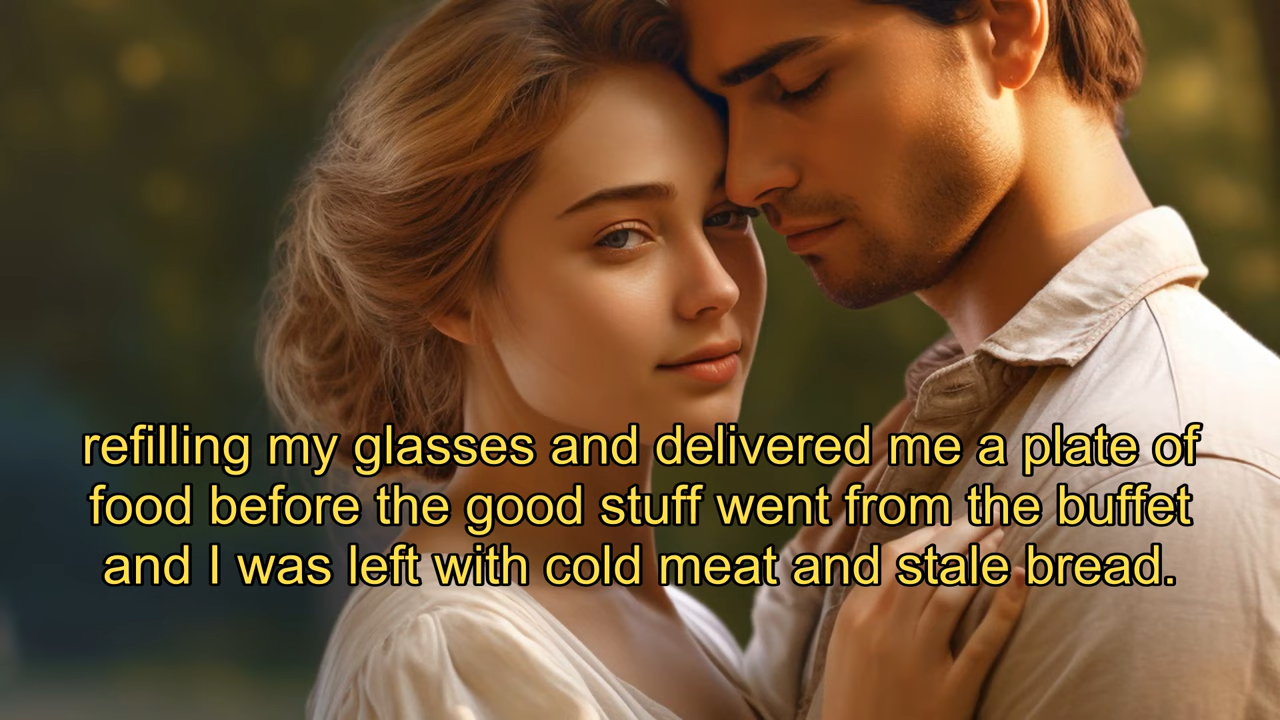 refilling my glasses and delivered me a plate of
food before the good stuff went from the buffet
and I was left with cold meat and stale bread.